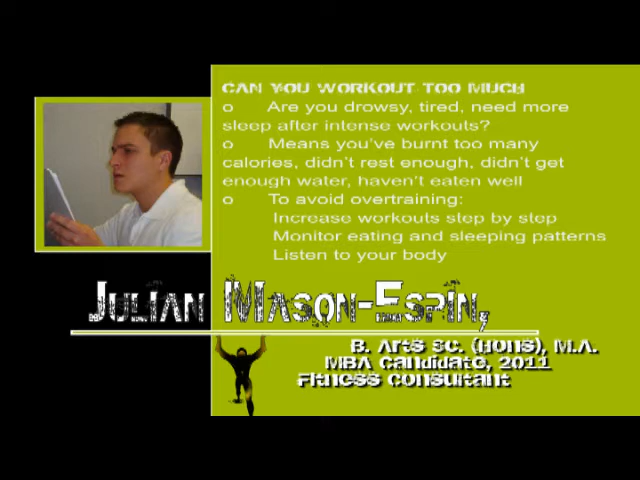 CAN YOU WORKOUT TOO MUCH
o Are you drowsy, tired, need more
sleep after intense workouts?
o Means you've burnt too many
calories, didn't rest enough, didn't get
enough water, haven't eaten well
o To avoid overtraining:
Increase workouts step by step
Monitor eating and sleeping patterns
Listen to your body
Julian Mason-Espin,
B. Arts Sc. (Hons), M.A.
MBA Candidate, 2011
Fitness Consultant